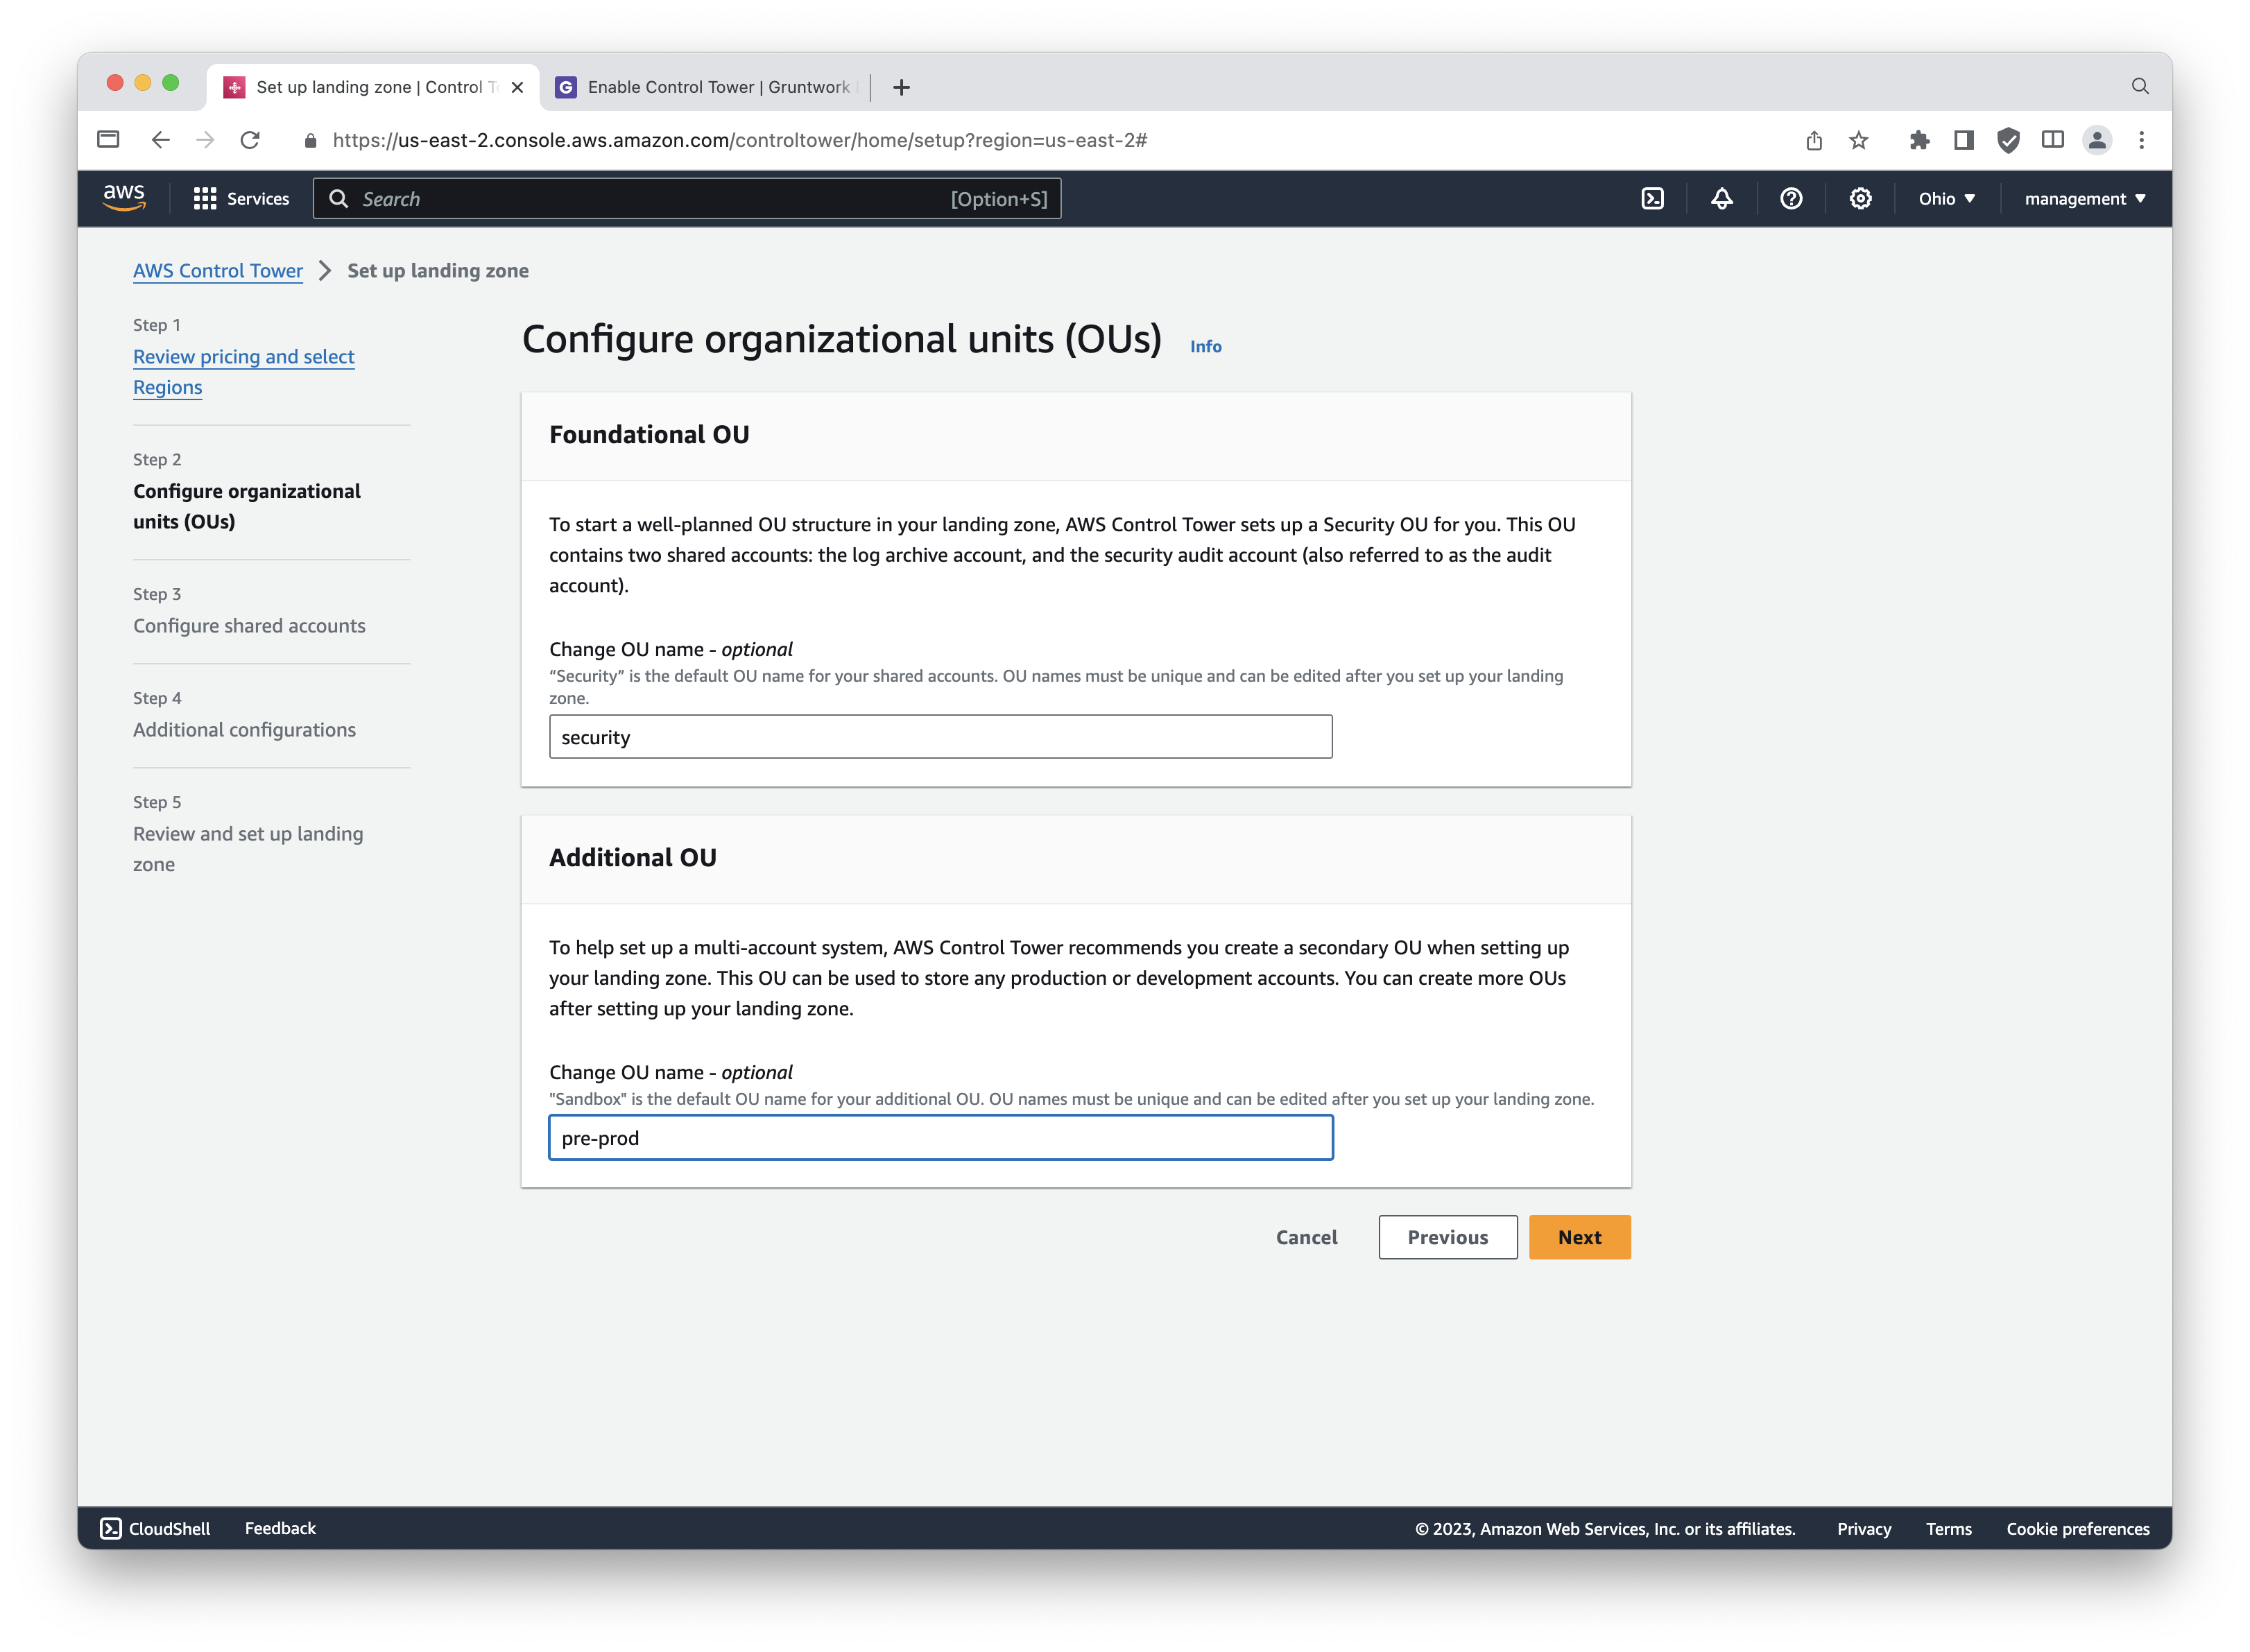 Set up landing zone | Control T
Enable Control Tower | Gruntwork
https://us-east-2.console.aws.amazon.com/controltower/home/setup?region=us-east-2#
aws
Services
Search
[Option+S]
Ohio
management
AWS Control Tower
Set up landing zone
Step 1
Review pricing and select
Regions
Step 2
Configure organizational
units (OUs)
Step 3
Configure shared accounts
Step 4
Additional configurations
Step 5
Review and set up landing
zone
Configure organizational units (OUs)
Info
Foundational OU
To start a well-planned OU structure in your landing zone, AWS Control Tower sets up a Security OU for you. This OU
contains two shared accounts: the log archive account, and the security audit account (also referred to as the audit
account).
Change OU name - optional
“Security” is the default OU name for your shared accounts. OU names must be unique and can be edited after you set up your landing
zone.
security
Additional OU
To help set up a multi-account system, AWS Control Tower recommends you create a secondary OU when setting up
your landing zone. This OU can be used to store any production or development accounts. You can create more OUs
after setting up your landing zone.
Change OU name - optional
"Sandbox" is the default OU name for your additional OU. OU names must be unique and can be edited after you set up your landing zone.
pre-prod
Cancel
Previous
Next
CloudShell
Feedback
© 2023, Amazon Web Services, Inc. or its affiliates.
Privacy
Terms
Cookie preferences